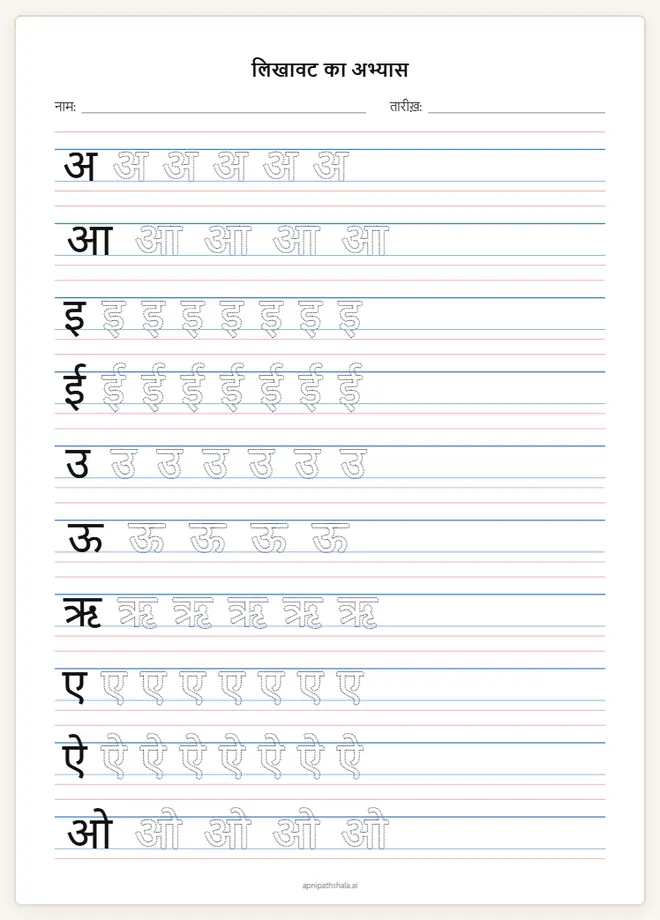 लिखावट का अभ्यास
नाम: तारीख़:
अ अ अ अ अ अ
आ आ आ आ आ
इ इ इ इ इ इ इ इ
ई ई ई ई ई ई ई ई
उ उ उ उ उ उ उ
ऊ ऊ ऊ ऊ ऊ
ऋ ऋ ऋ ऋ ऋ ऋ
ए ए ए ए ए ए ए ए
ऐ ऐ ऐ ऐ ऐ ऐ ऐ ऐ
ओ ओ ओ ओ ओ
apnipathshala.ai